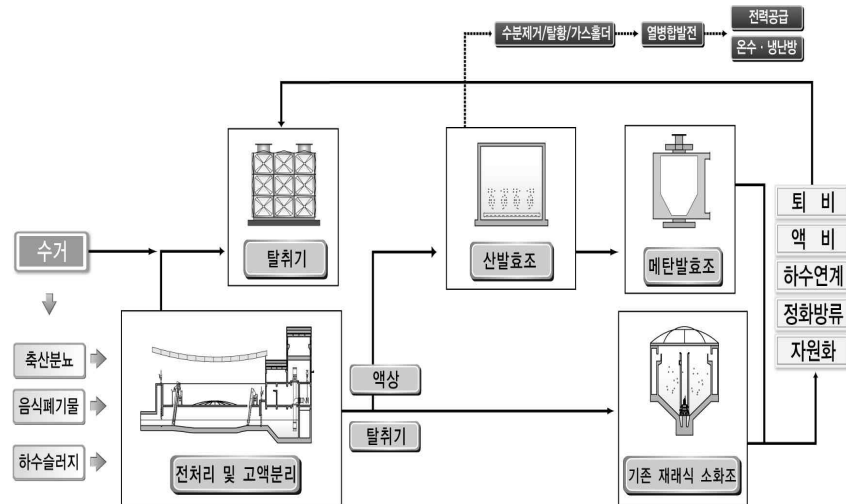 전력공급
수분제거/탈황/가스홀더
열병합발전
온수 · 냉난방
수거
탈취기
산발효조
메탄발효조
퇴 비
액 비
하수연계
정화방류
자원화
축산분뇨
음식폐기물
하수슬러지
액상
탈취기
전처리 및 고액분리
기존 재래식 소화조